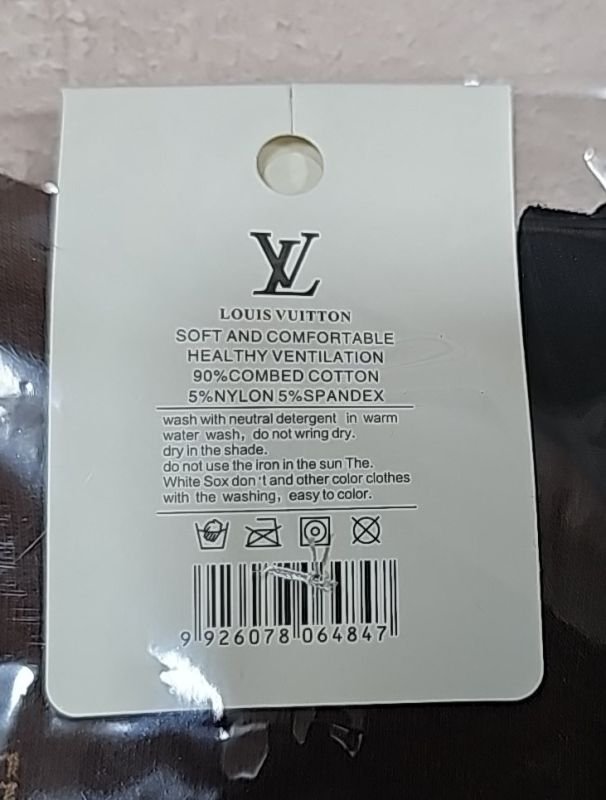 LV
LOUIS VUITTON
SOFT AND COMFORTABLE
HEALTHY VENTILATION
90%COMBED COTTON
5%NYLON 5%SPANDEX
wash with neutral detergent in warm
water wash, do not wring dry.
dry in the shade.
do not use the iron in the sun The.
White Sox don't and other color clothes
with the washing, easy to color.
9 926078 064847